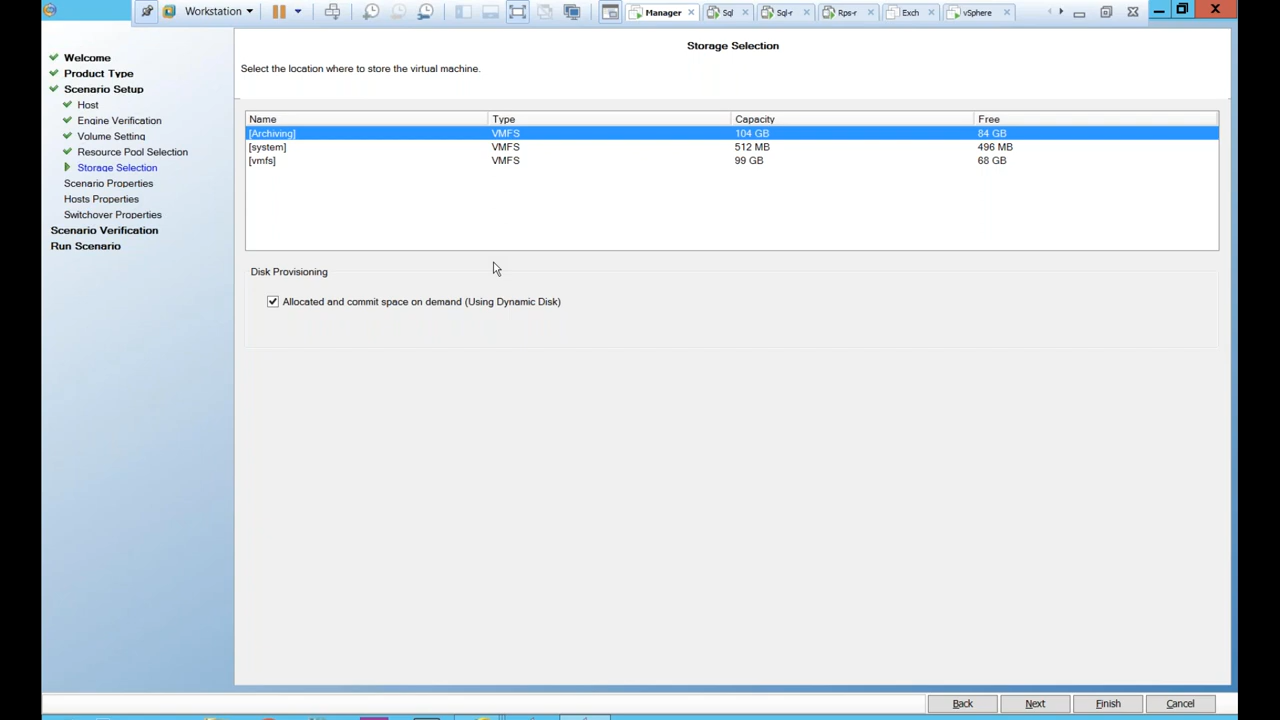 Workstation
Manager
Sql
Sql-r
Rps-r
Exch
vSphere
Welcome
Product Type
Scenario Setup
Host
Engine Verification
Volume Setting
Resource Pool Selection
Storage Selection
Scenario Properties
Hosts Properties
Switchover Properties
Scenario Verification
Run Scenario
Storage Selection
Select the location where to store the virtual machine.
Name Type Capacity Free
[Archiving] VMFS 104 GB 84 GB
[system] VMFS 512 MB 496 MB
[vmfs] VMFS 99 GB 68 GB
Disk Provisioning
Allocated and commit space on demand (Using Dynamic Disk)
Back Next Finish Cancel